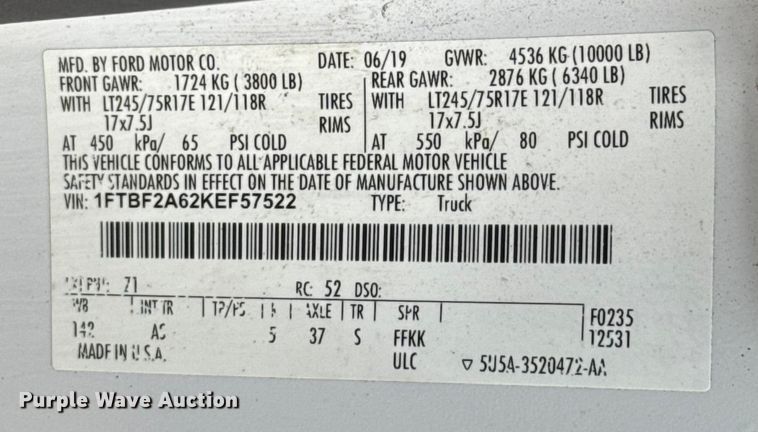 MFD. BY FORD MOTOR CO. DATE: 06/19 GVWR: 4536 KG (10000 LB)
FRONT GAWR: 1724 KG ( 3800 LB) REAR GAWR: 2876 KG ( 6340 LB)
WITH LT245/75R17E 121/118R TIRES WITH LT245/75R17E 121/118R TIRES
17x7.5J RIMS 17x7.5J RIMS
AT 450 kPa/ 65 PSI COLD AT 550 kPa/ 80 PSI COLD
THIS VEHICLE CONFORMS TO ALL APPLICABLE FEDERAL MOTOR VEHICLE
SAFETY STANDARDS IN EFFECT ON THE DATE OF MANUFACTURE SHOWN ABOVE.
VIN: 1FTBF2A62KEF57522 TYPE: Truck
Z1 RC: 52 DSO:
WB INT TR TP/PS R AXLE TR SPR F0235
142 AS 5 37 S FFKK 12531
MADE IN U.S.A. ULC ▽ 5U5A-3520472-AA
Purple Wave Auction